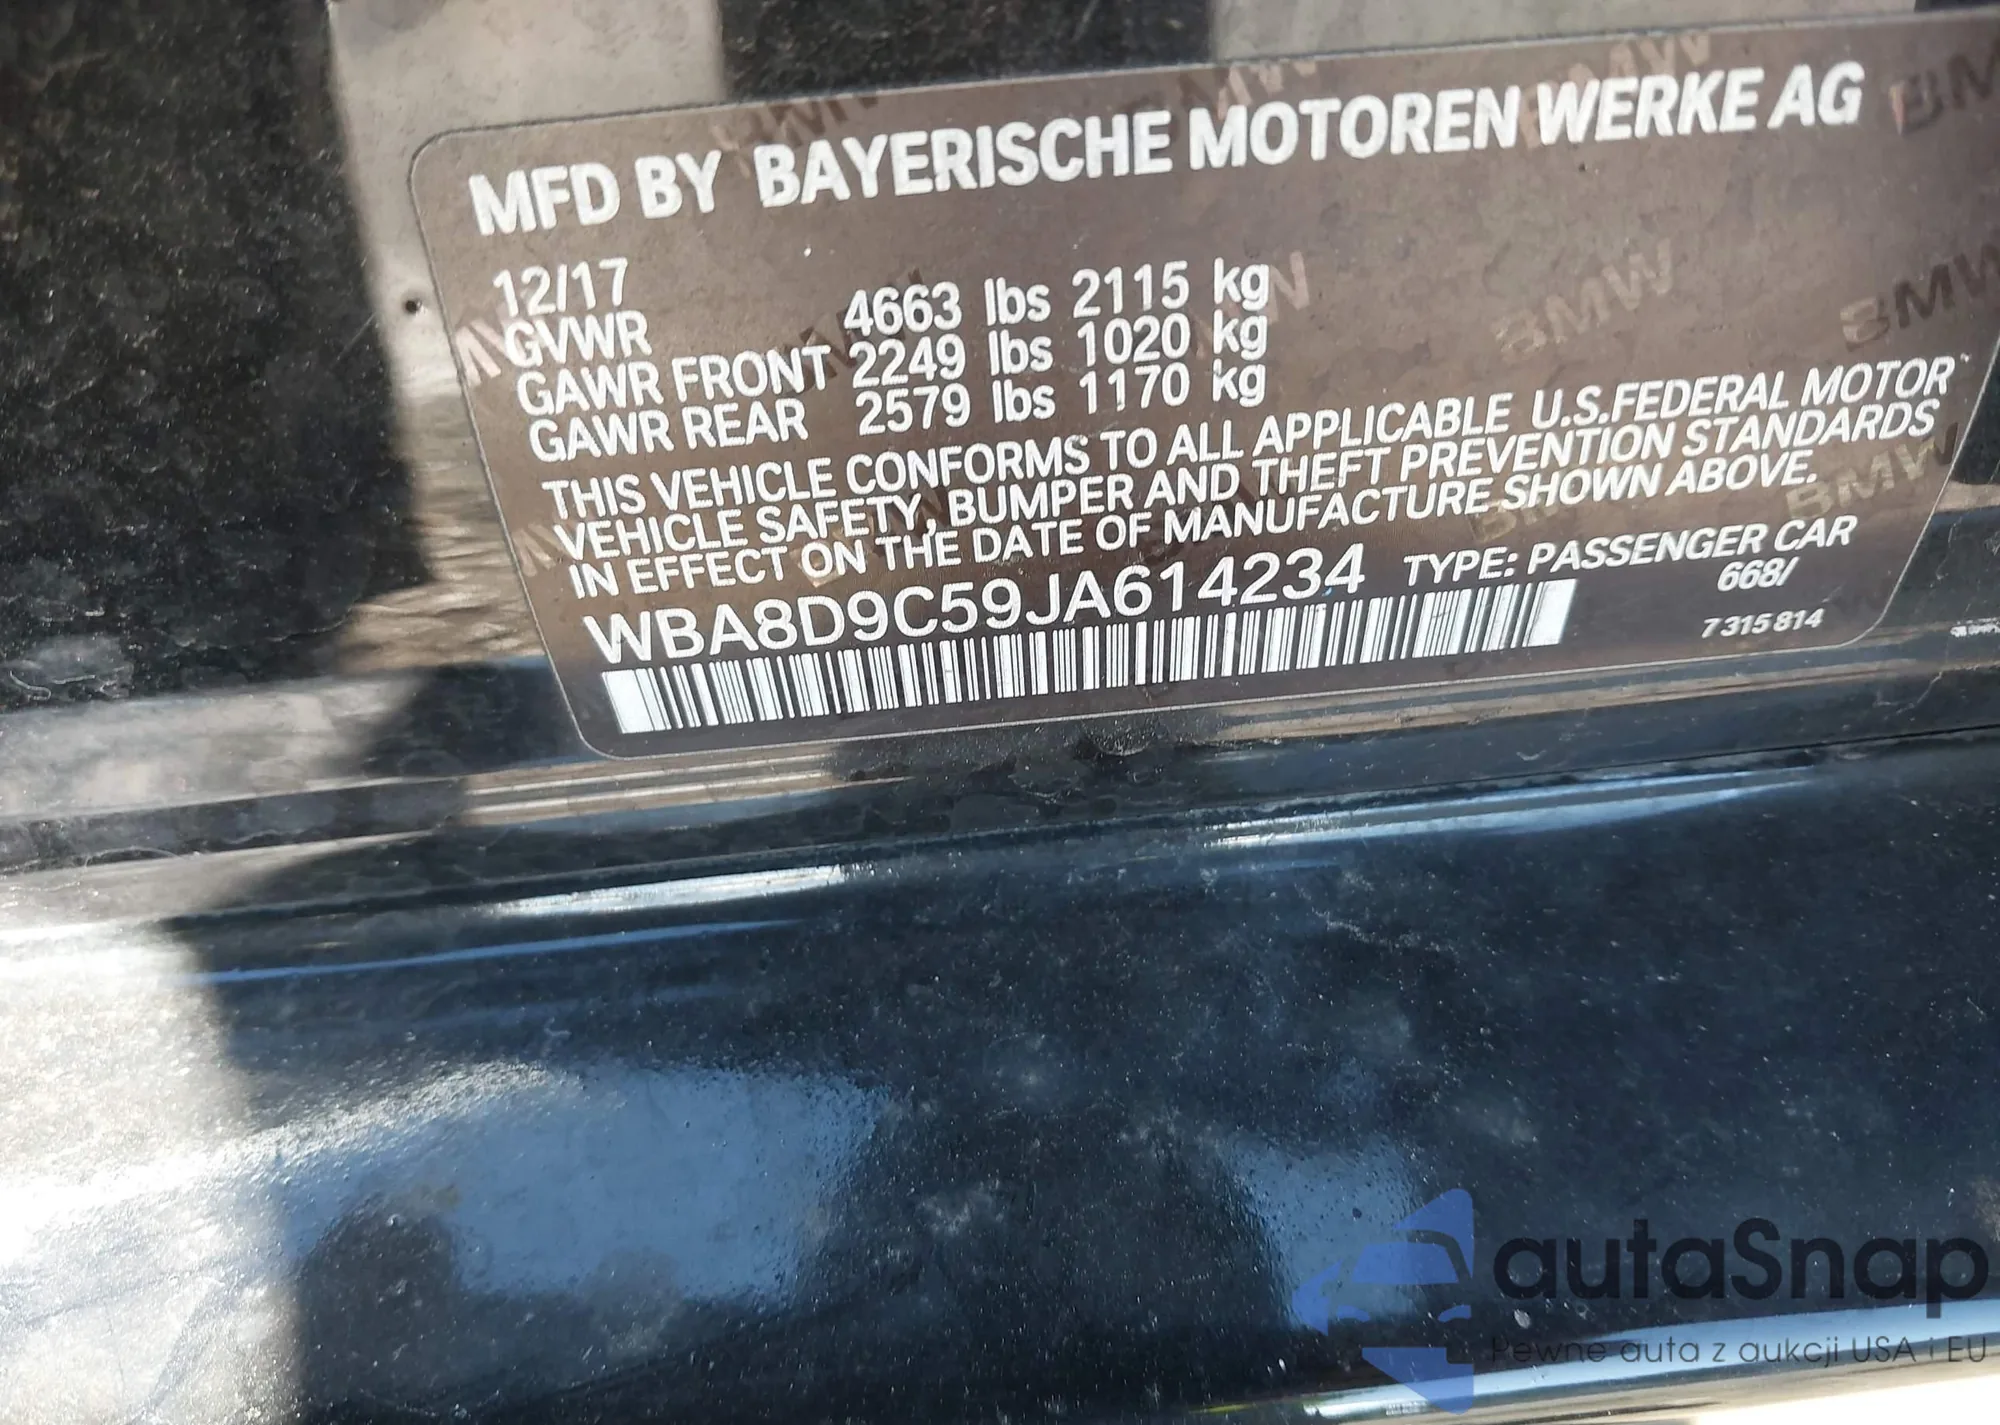 MFD BY BAYERISCHE MOTOREN WERKE AG
12/17
GVWR 4663 lbs 2115 kg
GAWR FRONT 2249 lbs 1020 kg
GAWR REAR 2579 lbs 1170 kg
THIS VEHICLE CONFORMS TO ALL APPLICABLE U.S.FEDERAL MOTOR
VEHICLE SAFETY, BUMPER AND THEFT PREVENTION STANDARDS
IN EFFECT ON THE DATE OF MANUFACTURE SHOWN ABOVE.
WBA8D9C59JA614234 TYPE: PASSENGER CAR
668/
7 315 814
autaSnap
Pewne auta z aukcji USA i EU